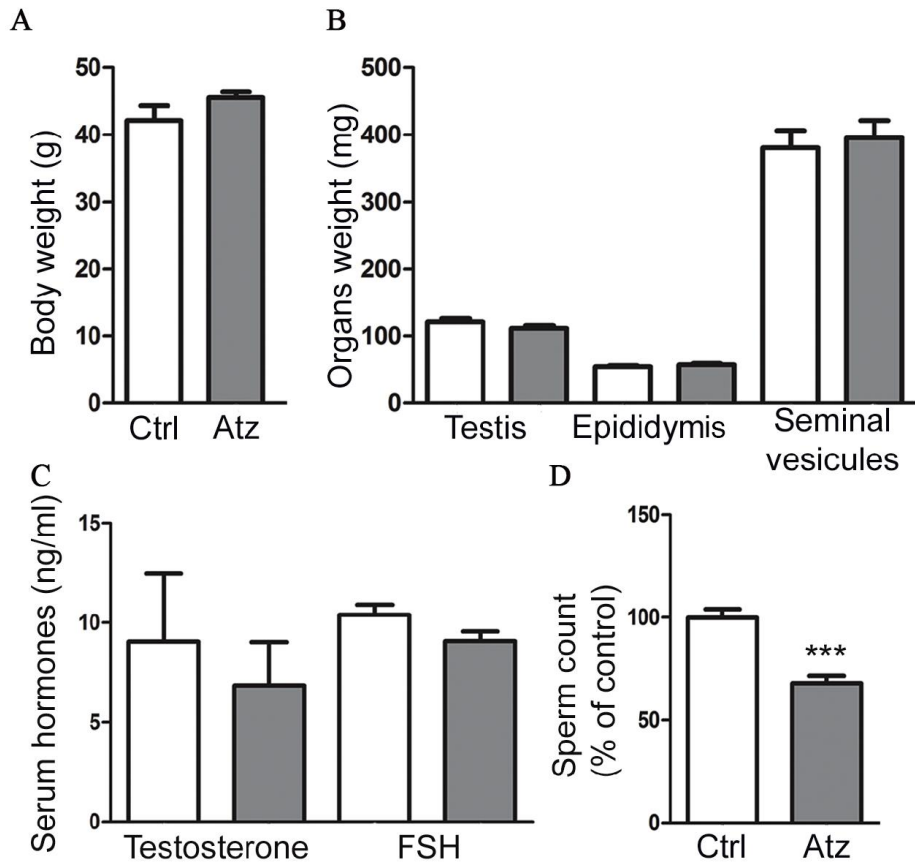 A
Body weight (g)
50
40
30
20
10
0
Ctrl Atz
B
Organs weight (mg)
500
400
300
200
100
0
Testis Epididymis Seminal
vesicules
C
Serum hormones (ng/ml)
15
10
5
0
Testosterone FSH
D
Sperm count
(% of control)
150
100
50
0
***
Ctrl Atz